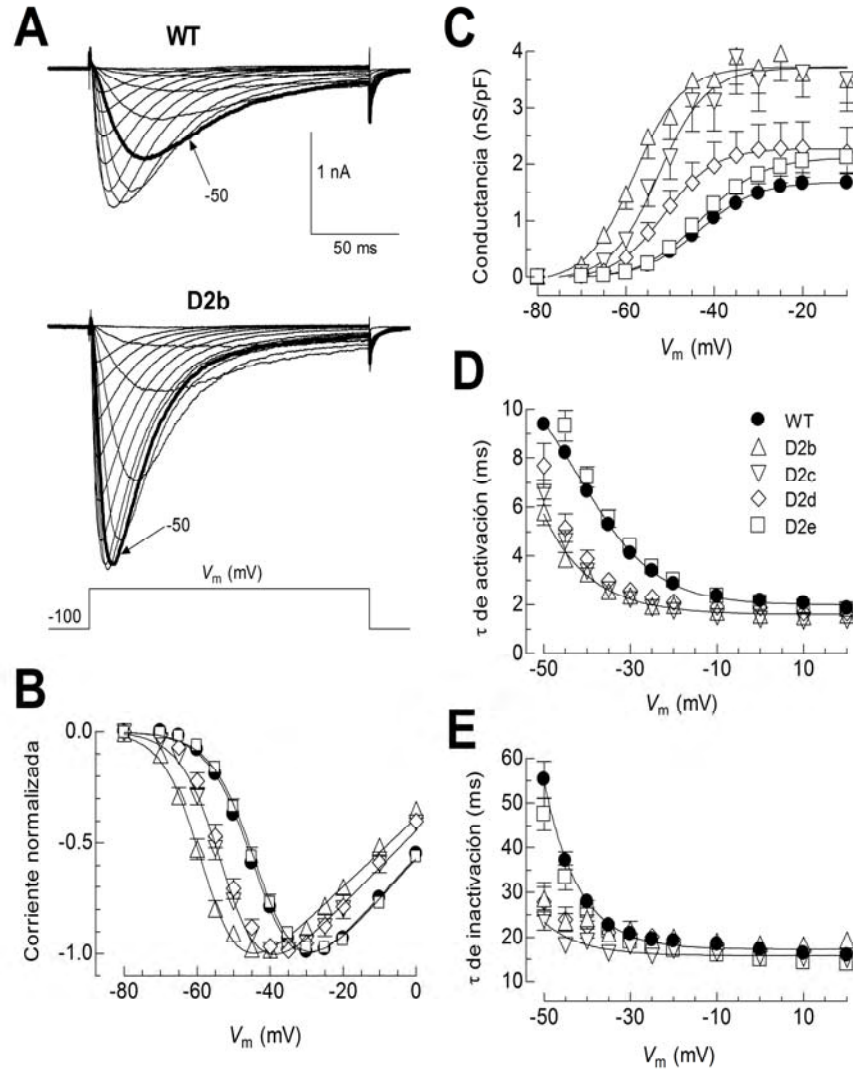 A
WT
-50
1 nA
50 ms
D2b
-50
Vm (mV)
-100
B
0.0
-0.5
-1.0
Corriente normalizada
-80
-60
-40
-20
0
Vm (mV)
C
4
3
2
1
0
Conductancia (nS/pF)
-80
-60
-40
-20
Vm (mV)
D
10
8
6
4
2
0
τ de activación (ms)
WT
D2b
D2c
D2d
D2e
-50
-30
-10
10
Vm (mV)
E
60
50
40
30
20
10
τ de inactivación (ms)
-50
-30
-10
10
Vm (mV)